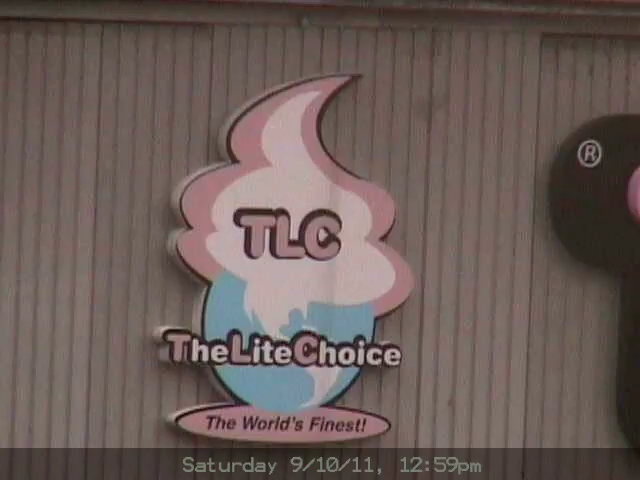 ®
TLC
TheLiteChoice
The World's Finest!
Saturday 9/10/11, 12:59pm